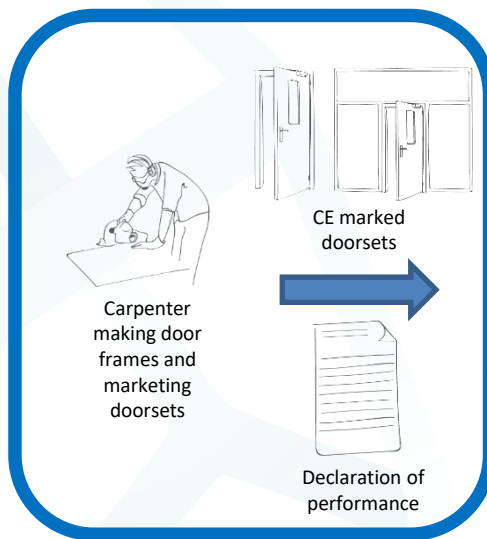 CE marked
doorsets
Carpenter
making door
frames and
marketing
doorsets
Declaration of
performance